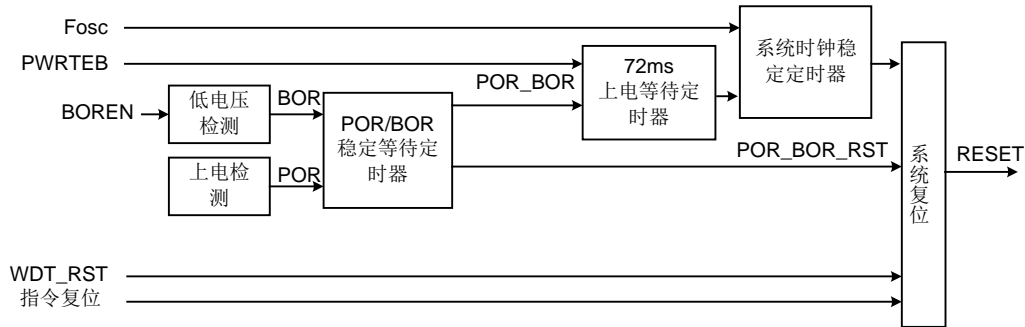 Fosc
PWRTEB
BOREN
低电压
检测
BOR
上电检
测
POR
POR/BOR
稳定等待定
时器
POR_BOR
72ms
上电等待定
时器
系统时钟稳
定定时器
POR_BOR_RST
系
统
复
位
RESET
WDT_RST
指令复位